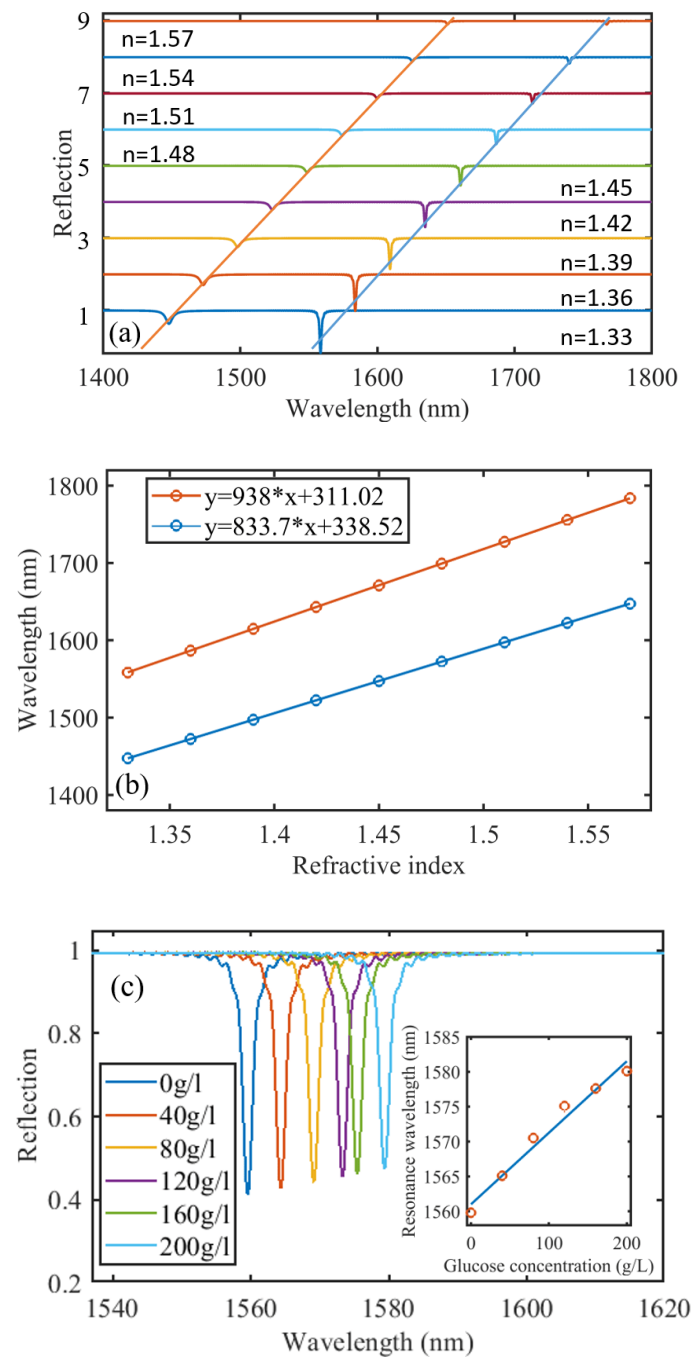 9
n=1.57
n=1.54
7
n=1.51
n=1.48
5
n=1.45
n=1.42
3
n=1.39
n=1.36
1
n=1.33
(a)
Reflection
1400 1500 1600 1700 1800
Wavelength (nm)
1800
y=938*x+311.02
y=833.7*x+338.52
1700
1600
1500
1400
Wavelength (nm)
(b)
1.35 1.4 1.45 1.5 1.55
Refractive index
1
(c)
0.8
0.6
0.4
0.2
Reflection
0g/l
40g/l
80g/l
120g/l
160g/l
200g/l
1585
1580
1575
1570
1565
1560
Resonance wavelength (nm)
0 100 200
Glucose concentration (g/L)
1540 1560 1580 1600 1620
Wavelength (nm)